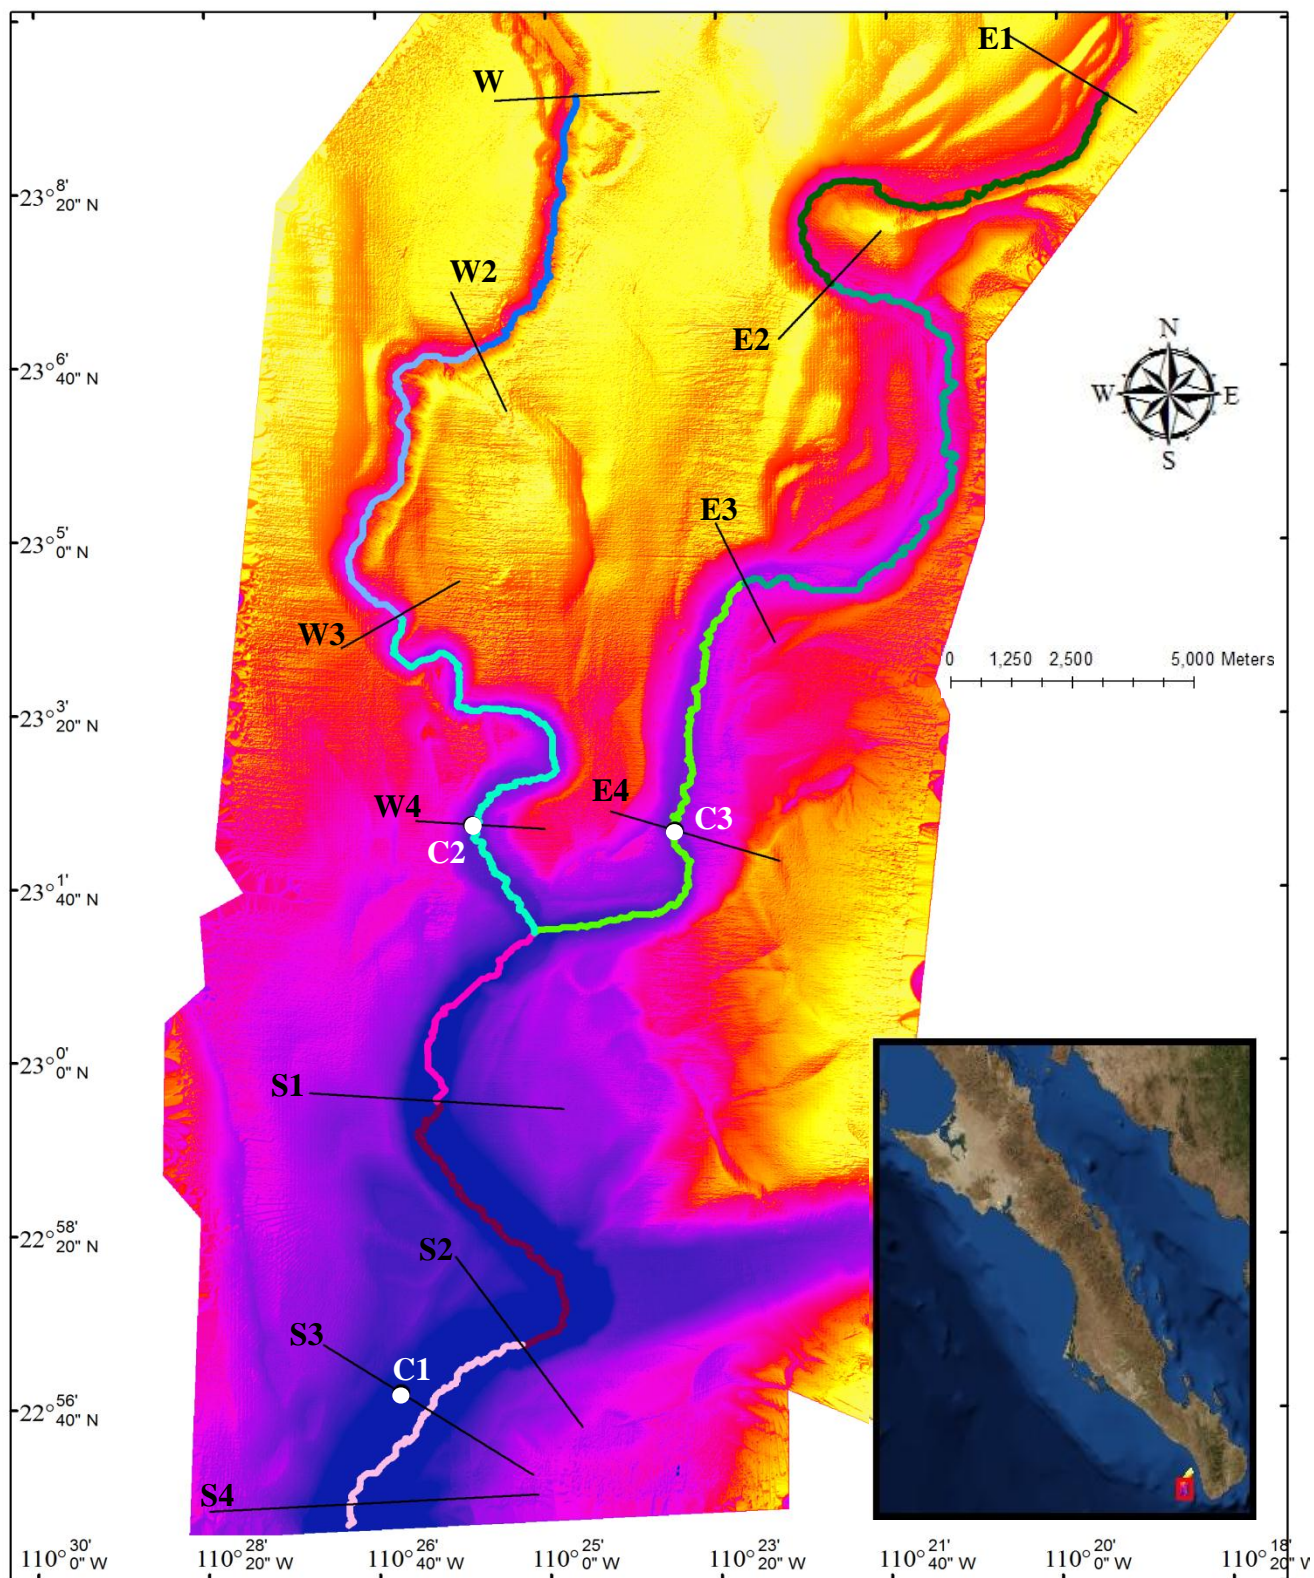 E1
W
23° 8' 20" N
W2
E2
N
23° 6' 40" N
W E
S
E3
23° 5' 0" N
W3
0 1,250 2,500 5,000 Meters
23° 3' 20" N
W4
E4
C3
C2
23° 1' 40" N
23° 0' 0" N
S1
22° 58' 20" N
S2
S3
C1
22° 56' 40" N
S4
110° 30' 0" W 110° 28' 20" W 110° 26' 40" W 110° 25' 0" W 110° 23' 20" W 110° 21' 40" W 110° 20' 0" W 110° 18' 20" W